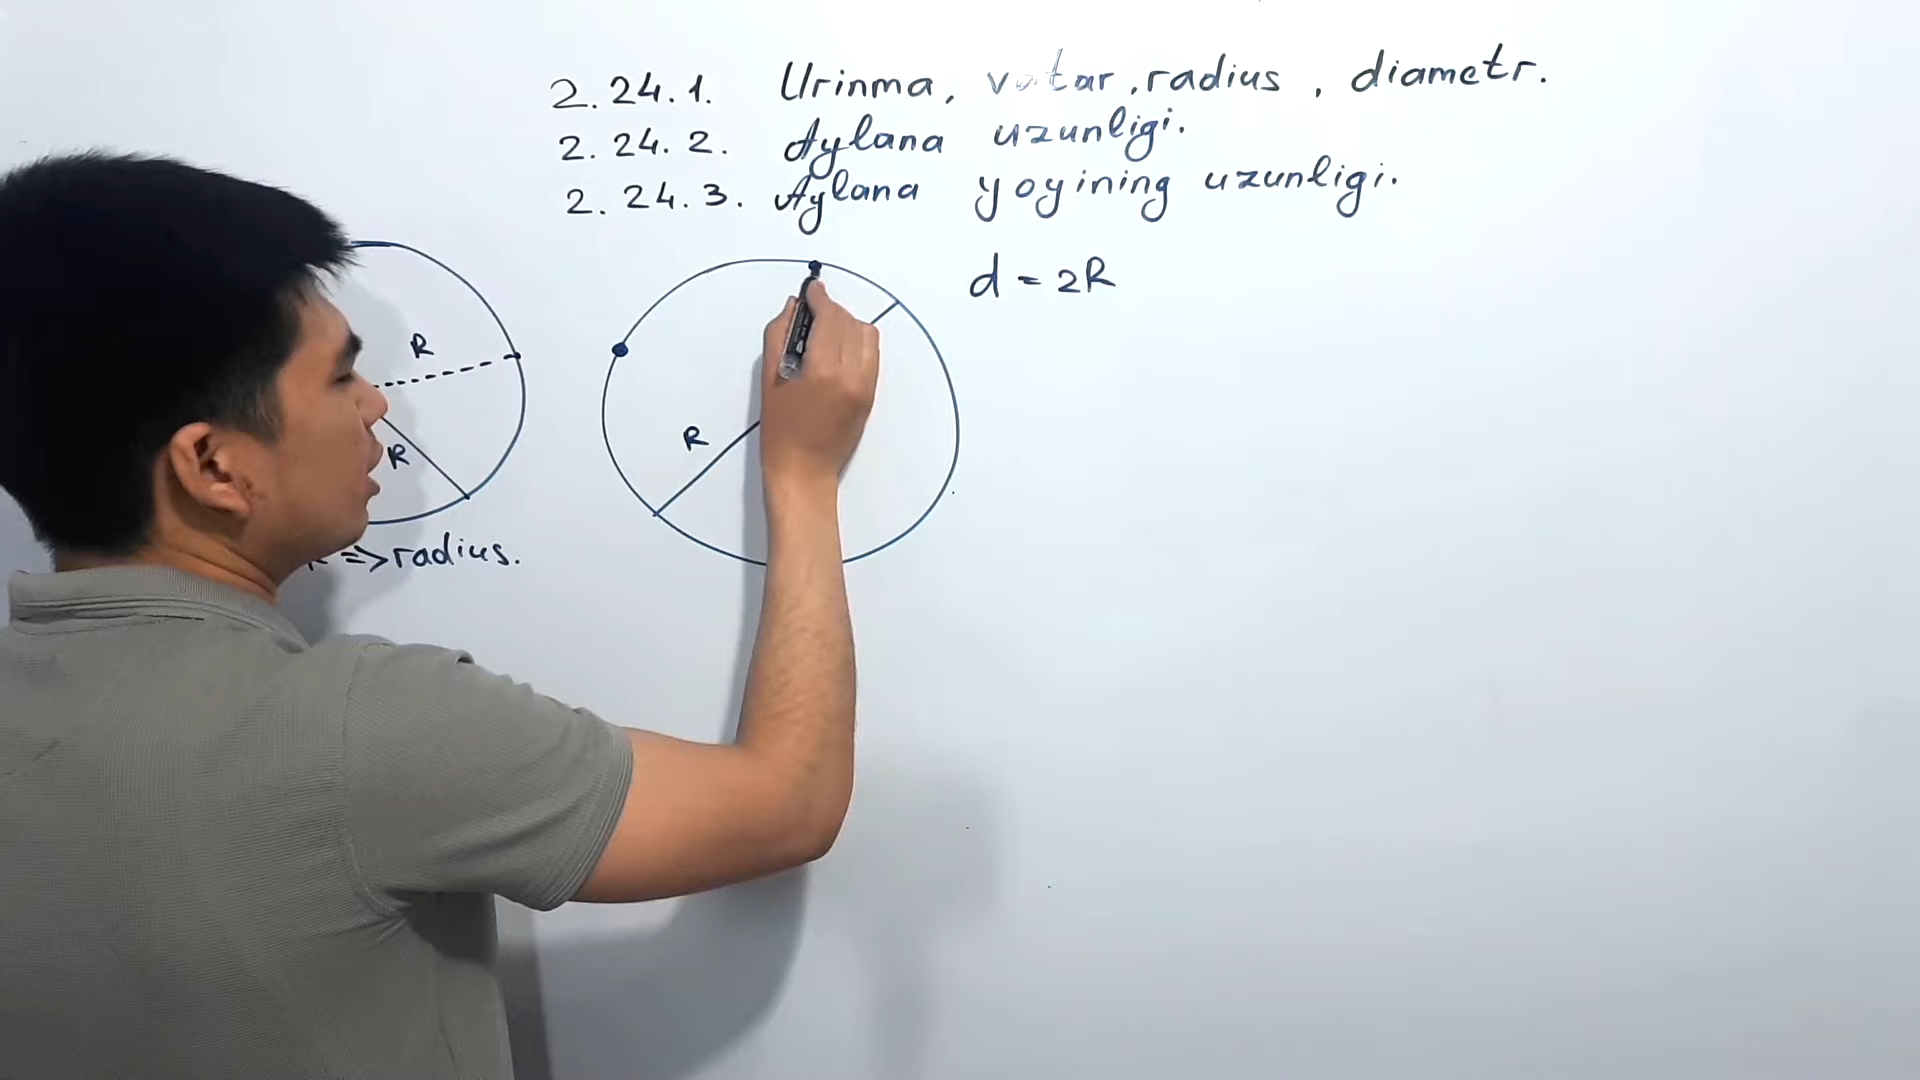 2.24.1. Urinma, vatar, radius, diametr.
2.24.2. Aylana uzunligi.
2.24.3. Aylana yoyining uzunligi.
d = 2R
R
R
R
=> radius.